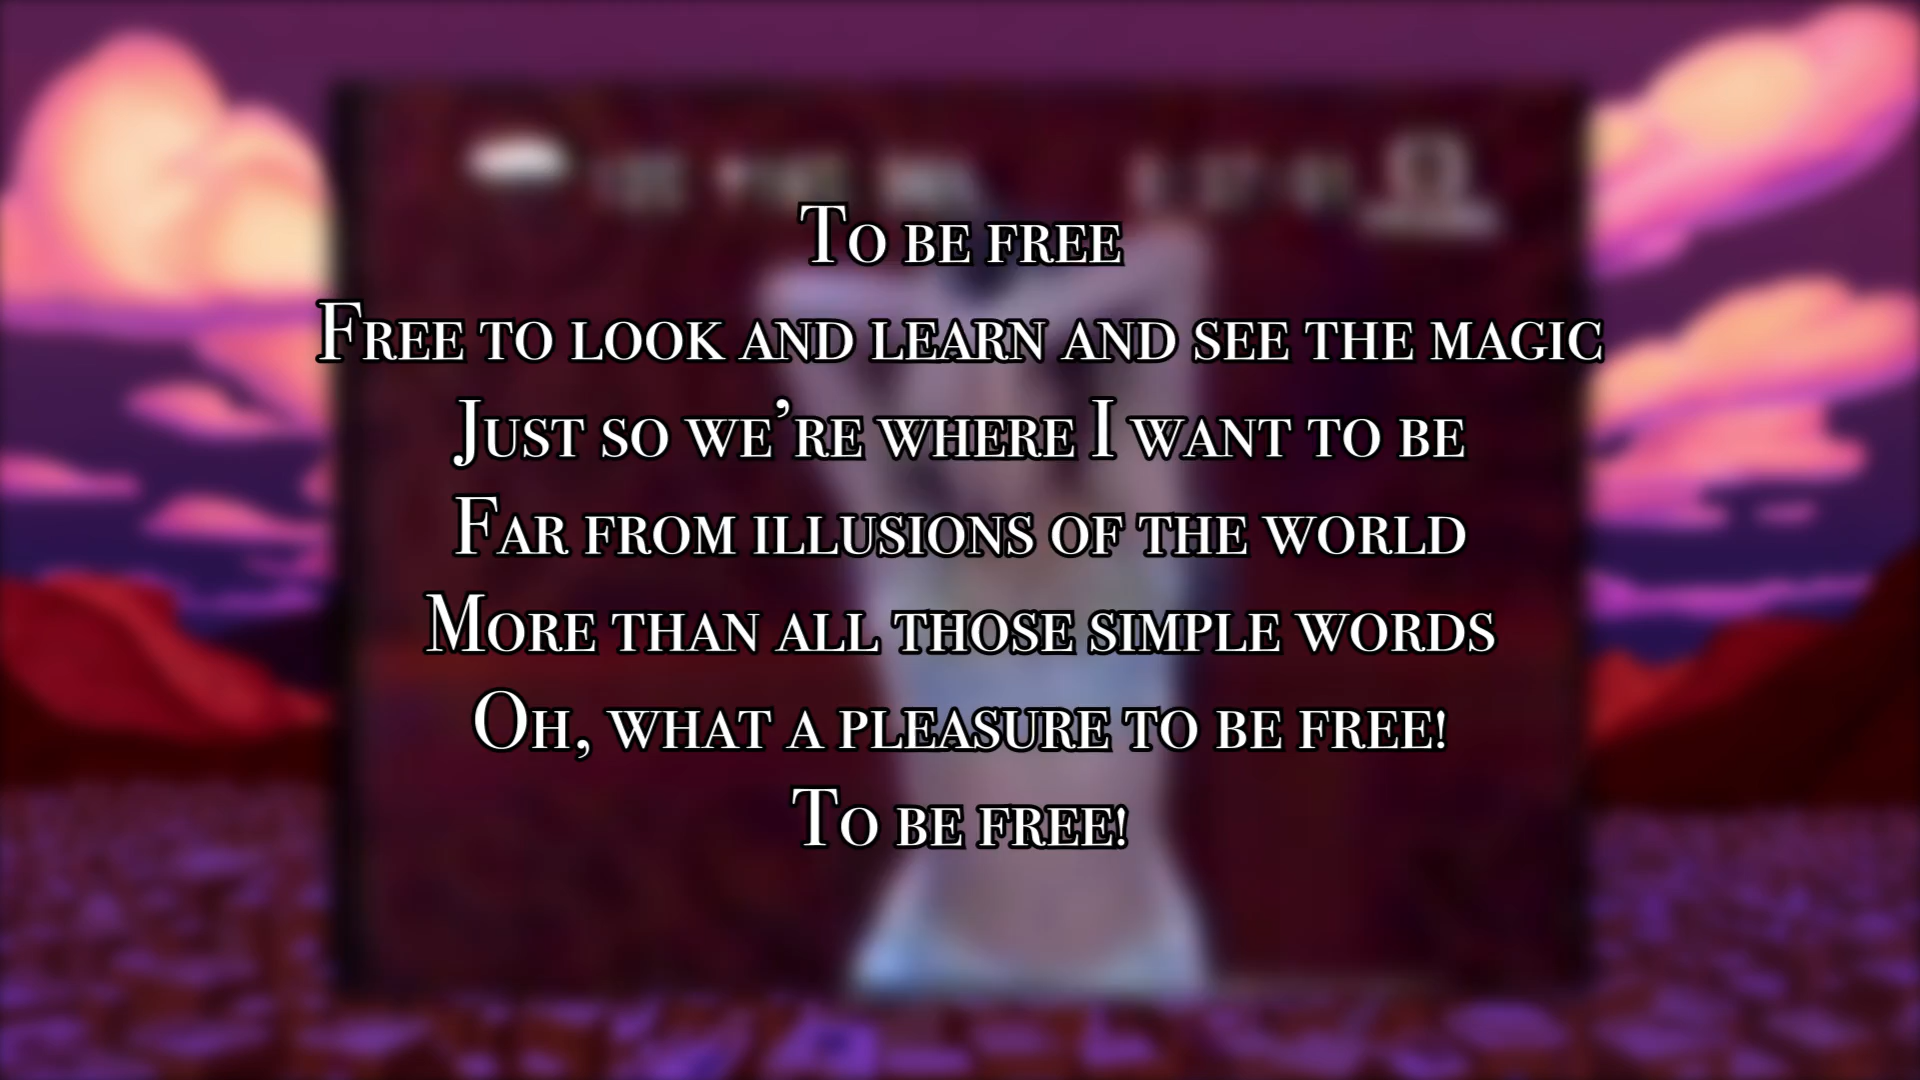 To be free
Free to look and learn and see the magic
Just so we're where I want to be
Far from illusions of the world
More than all those simple words
Oh, what a pleasure to be free!
To be free!